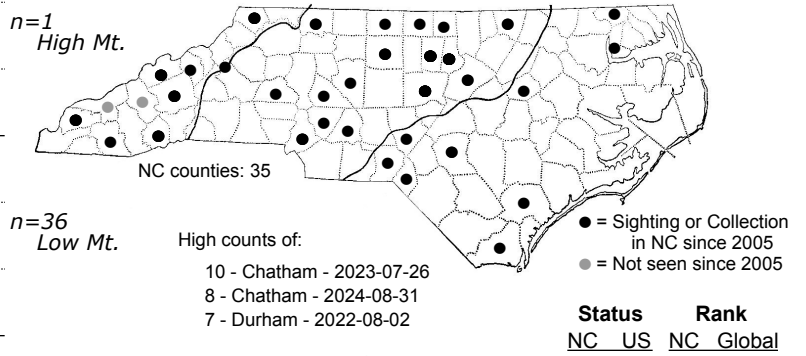 n=1
High Mt.
NC counties: 35
n=36
Low Mt.
High counts of:
10 - Chatham - 2023-07-26
8 - Chatham - 2024-08-31
7 - Durham - 2022-08-02
● = Sighting or Collection
in NC since 2005
● = Not seen since 2005
Status Rank
NC US NC Global